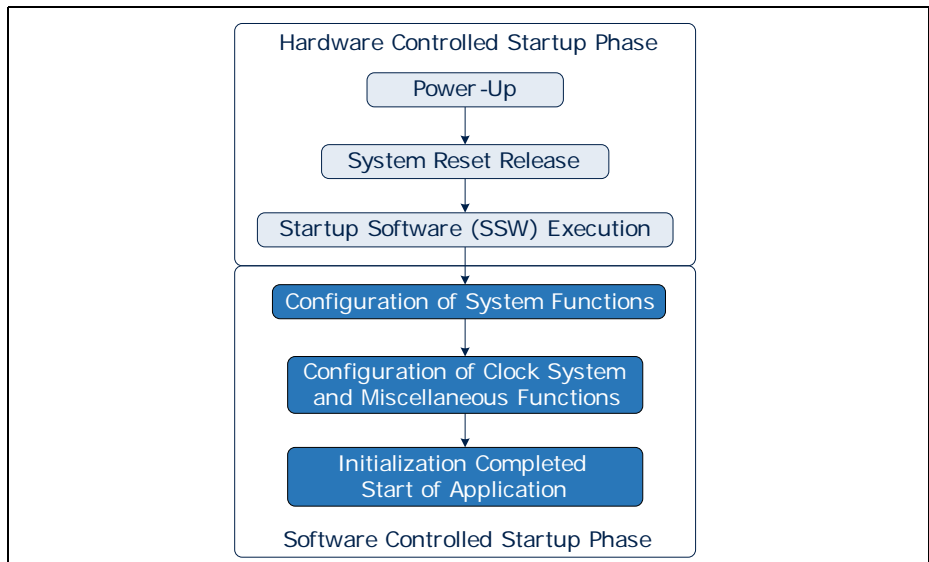 Hardware Controlled Startup Phase
Power-Up
System Reset Release
Startup Software (SSW) Execution
Configuration of System Functions
Configuration of Clock System
and Miscellaneous Functions
Initialization Completed
Start of Application
Software Controlled Startup Phase